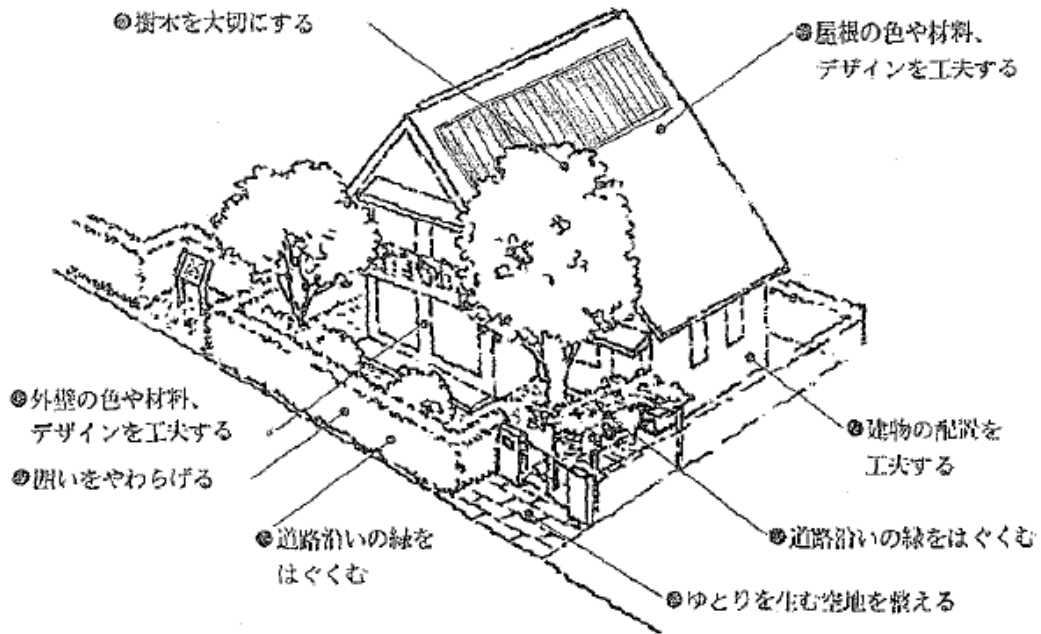 樹木を大切にする
屋根の色や材料、
デザインを工夫する
外壁の色や材料、
デザインを工夫する
囲いをやわらげる
建物の配置を
工夫する
道路沿いの緑を
はぐくむ
道路沿いの緑をはぐくむ
ゆとりを生む空地を整える